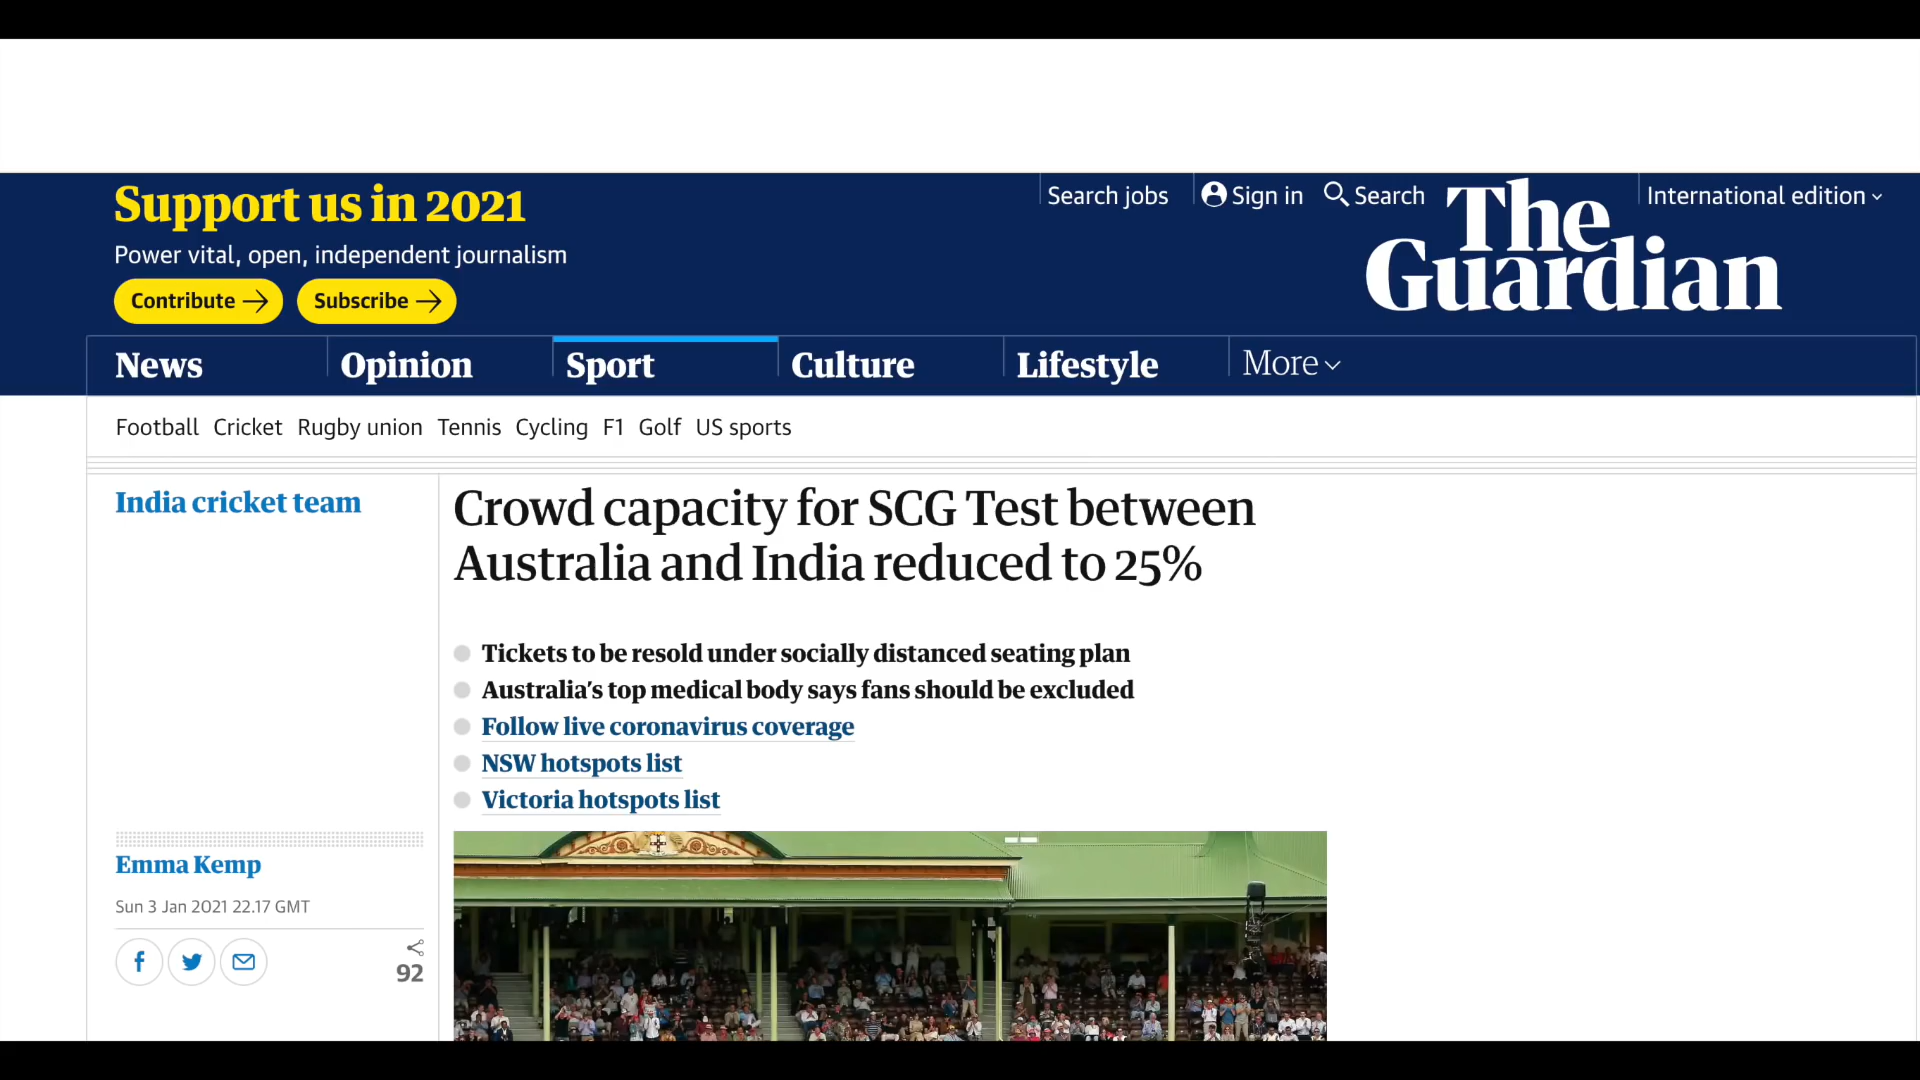 Support us in 2021
Power vital, open, independent journalism
Contribute
Subscribe
Search jobs
Sign in
Search
International edition
The
Guardian
News
Opinion
Sport
Culture
Lifestyle
More
Football Cricket Rugby union Tennis Cycling F1 Golf US sports
India cricket team
Crowd capacity for SCG Test between
Australia and India reduced to 25%
Tickets to be resold under socially distanced seating plan
Australia’s top medical body says fans should be excluded
Follow live coronavirus coverage
NSW hotspots list
Victoria hotspots list
Emma Kemp
Sun 3 Jan 2021 22.17 GMT
92